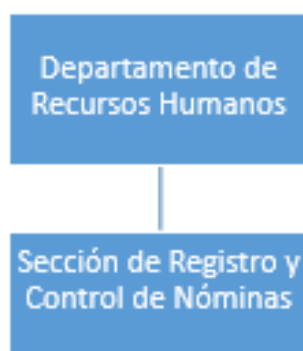 Departamento de
Recursos Humanos
Sección de Registro y
Control de Nóminas